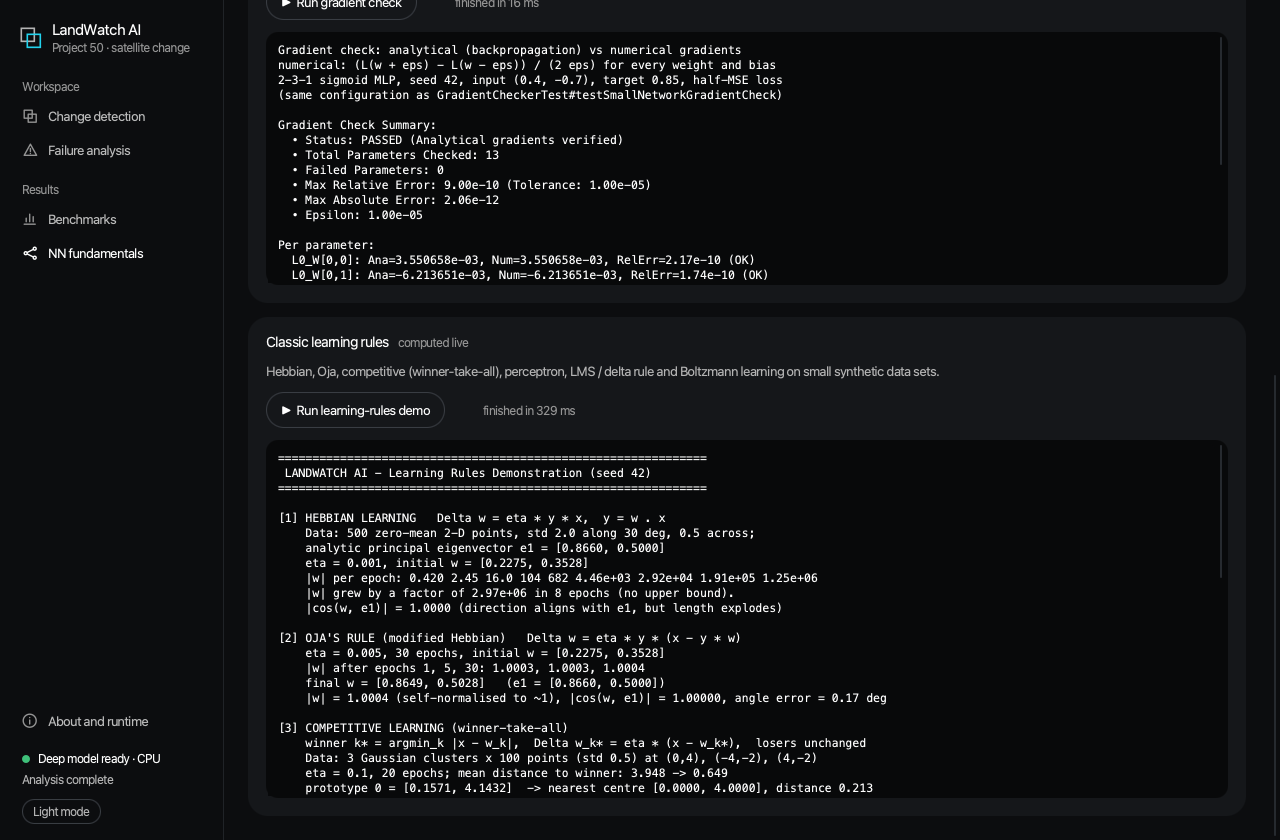 LandWatch AI
Project 50 · satellite change
Workspace
Change detection
Failure analysis
Results
Benchmarks
NN fundamentals
About and runtime
Deep model ready · CPU
Analysis complete
Light mode
▶ Run gradient check finished in 16 ms
Gradient check: analytical (backpropagation) vs numerical gradients
numerical: (L(w + eps) − L(w − eps)) / (2 eps) for every weight and bias
2−3−1 sigmoid MLP, seed 42, input (0.4, −0.7), target 0.85, half−MSE loss
(same configuration as GradientCheckerTest#testSmallNetworkGradientCheck)
Gradient Check Summary:
• Status: PASSED (Analytical gradients verified)
• Total Parameters Checked: 13
• Failed Parameters: 0
• Max Relative Error: 9.00e−10 (Tolerance: 1.00e−05)
• Max Absolute Error: 2.06e−12
• Epsilon: 1.00e−05
Per parameter:
L0_W[0,0]: Ana=3.550658e−03, Num=3.550658e−03, RelErr=2.17e−10 (OK)
L0_W[0,1]: Ana=−6.213651e−03, Num=−6.213651e−03, RelErr=1.74e−10 (OK)
Classic learning rules computed live
Hebbian, Oja, competitive (winner-take-all), perceptron, LMS / delta rule and Boltzmann learning on small synthetic data sets.
▶ Run learning-rules demo finished in 329 ms
==============================================================
LANDWATCH AI − Learning Rules Demonstration (seed 42)
==============================================================
[1] HEBBIAN LEARNING Delta w = eta * y * x, y = w . x
Data: 500 zero−mean 2−D points, std 2.0 along 30 deg, 0.5 across;
analytic principal eigenvector e1 = [0.8660, 0.5000]
eta = 0.001, initial w = [0.2275, 0.3528]
|w| per epoch: 0.420 2.45 16.0 104 682 4.46e+03 2.92e+04 1.91e+05 1.25e+06
|w| grew by a factor of 2.97e+06 in 8 epochs (no upper bound).
|cos(w, e1)| = 1.0000 (direction aligns with e1, but length explodes)
[2] OJA'S RULE (modified Hebbian) Delta w = eta * y * (x − y * w)
eta = 0.005, 30 epochs, initial w = [0.2275, 0.3528]
|w| after epochs 1, 5, 30: 1.0003, 1.0003, 1.0004
final w = [0.8649, 0.5028] (e1 = [0.8660, 0.5000])
|w| = 1.0004 (self−normalised to ~1), |cos(w, e1)| = 1.00000, angle error = 0.17 deg
[3] COMPETITIVE LEARNING (winner−take−all)
winner k* = argmin_k |x − w_k|, Delta w_k* = eta * (x − w_k*), losers unchanged
Data: 3 Gaussian clusters x 100 points (std 0.5) at (0,4), (−4,−2), (4,−2)
eta = 0.1, 20 epochs; mean distance to winner: 3.948 −> 0.649
prototype 0 = [0.1571, 4.1432] −> nearest centre [0.0000, 4.0000], distance 0.213